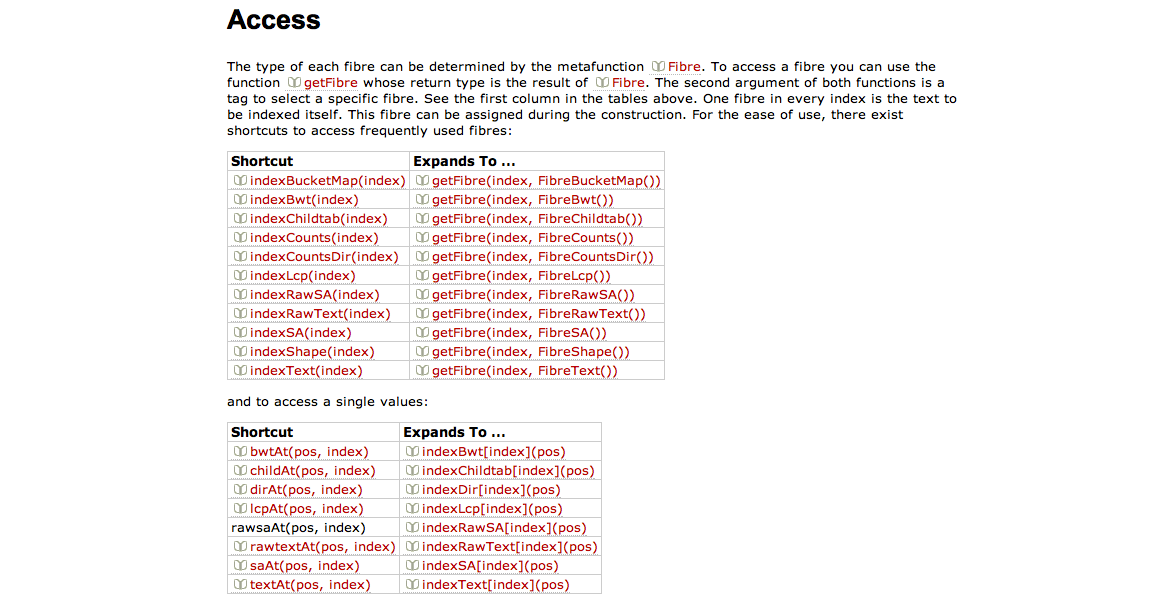 Access
The type of each fibre can be determined by the metafunction Fibre. To access a fibre you can use the
function getFibre whose return type is the result of Fibre. The second argument of both functions is a
tag to select a specific fibre. See the first column in the tables above. One fibre in every index is the text to
be indexed itself. This fibre can be assigned during the construction. For the ease of use, there exist
shortcuts to access frequently used fibres:
Shortcut Expands To ...
indexBucketMap(index) getFibre(index, FibreBucketMap())
indexBwt(index) getFibre(index, FibreBwt())
indexChildtab(index) getFibre(index, FibreChildtab())
indexCounts(index) getFibre(index, FibreCounts())
indexCountsDir(index) getFibre(index, FibreCountsDir())
indexLcp(index) getFibre(index, FibreLcp())
indexRawSA(index) getFibre(index, FibreRawSA())
indexRawText(index) getFibre(index, FibreRawText())
indexSA(index) getFibre(index, FibreSA())
indexShape(index) getFibre(index, FibreShape())
indexText(index) getFibre(index, FibreText())
and to access a single values:
Shortcut Expands To ...
bwtAt(pos, index) indexBwt[index](pos)
childAt(pos, index) indexChildtab[index](pos)
dirAt(pos, index) indexDir[index](pos)
lcpAt(pos, index) indexLcp[index](pos)
rawsaAt(pos, index) indexRawSA[index](pos)
rawtextAt(pos, index) indexRawText[index](pos)
saAt(pos, index) indexSA[index](pos)
textAt(pos, index) indexText[index](pos)